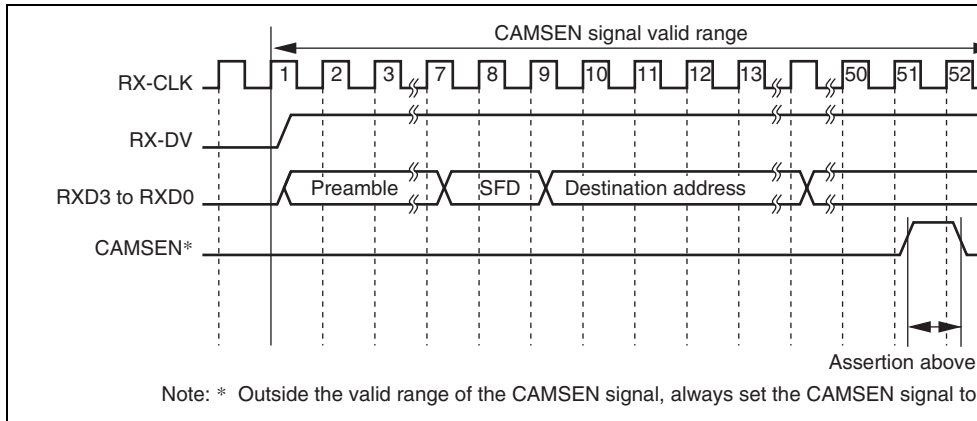 CAMSEN signal valid range
RX-CLK 1 2 3 7 8 9 10 11 12 13 50 51 52
RX-DV
RXD3 to RXD0 Preamble SFD Destination address
CAMSEN*
Assertion above
Note: * Outside the valid range of the CAMSEN signal, always set the CAMSEN signal to